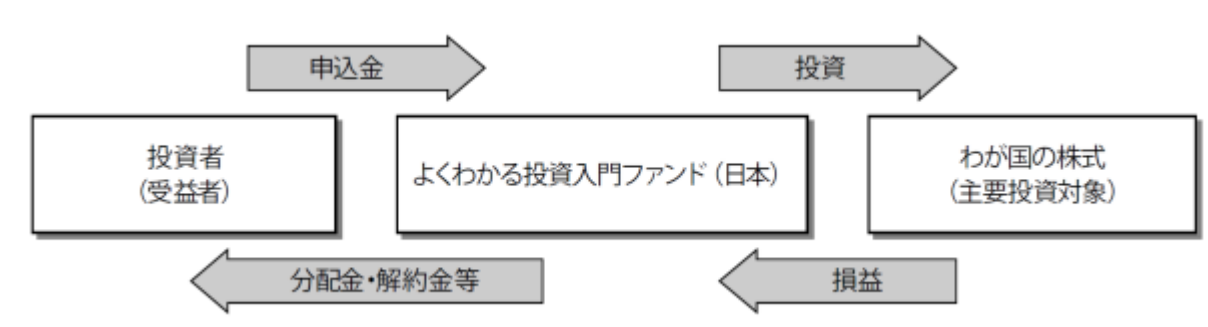 申込金
投資
投資者
(受益者)
よくわかる投資入門ファンド(日本)
わが国の株式
(主要投資対象)
分配金・解約金等
損益